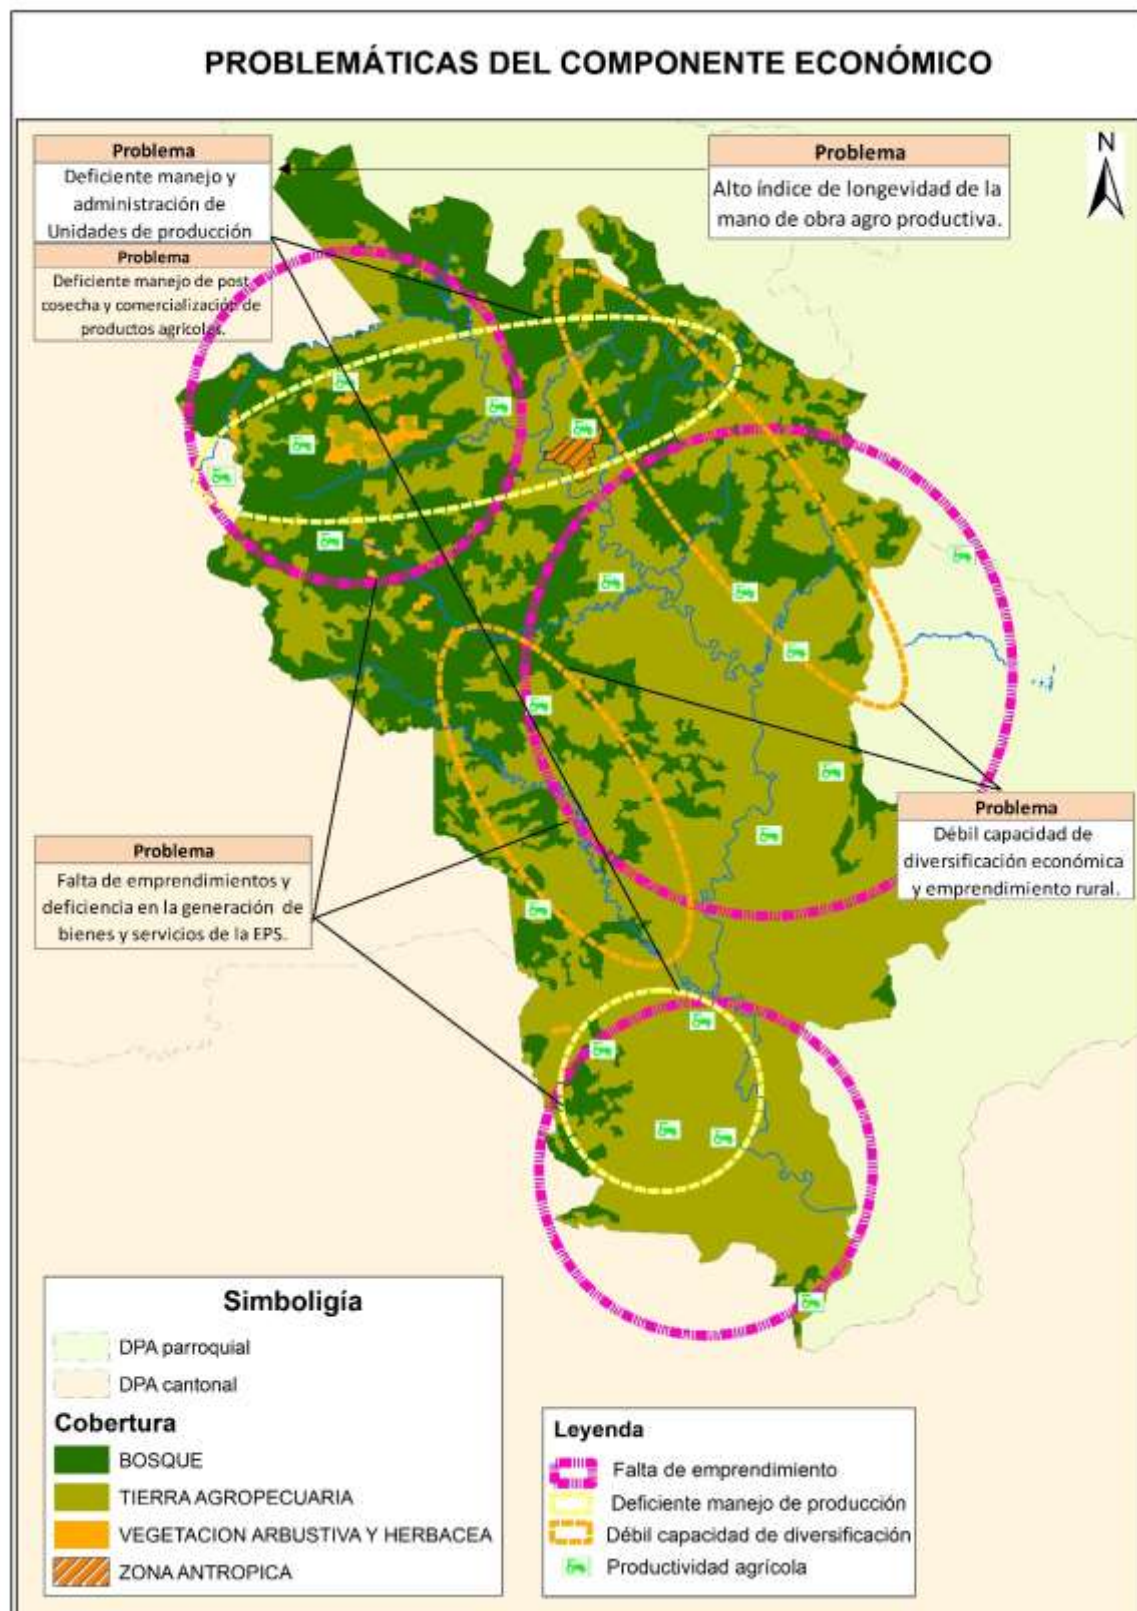 PROBLEMÁTICAS DEL COMPONENTE ECONÓMICO
Problema
Deficiente manejo y
administración de
Unidades de producción
Problema
Deficiente manejo de post
cosecha y comercialización de
productos agrícolas.
Problema
Alto índice de longevidad de la
mano de obra agro productiva.
N
Problema
Falta de emprendimientos y
deficiencia en la generación de
bienes y servicios de la EPS.
Problema
Débil capacidad de
diversificación económica
y emprendimiento rural.
Simboligía
DPA parroquial
DPA cantonal
Cobertura
BOSQUE
TIERRA AGROPECUARIA
VEGETACION ARBUSTIVA Y HERBACEA
ZONA ANTROPICA
Leyenda
Falta de emprendimiento
Deficiente manejo de producción
Débil capacidad de diversificación
Productividad agrícola